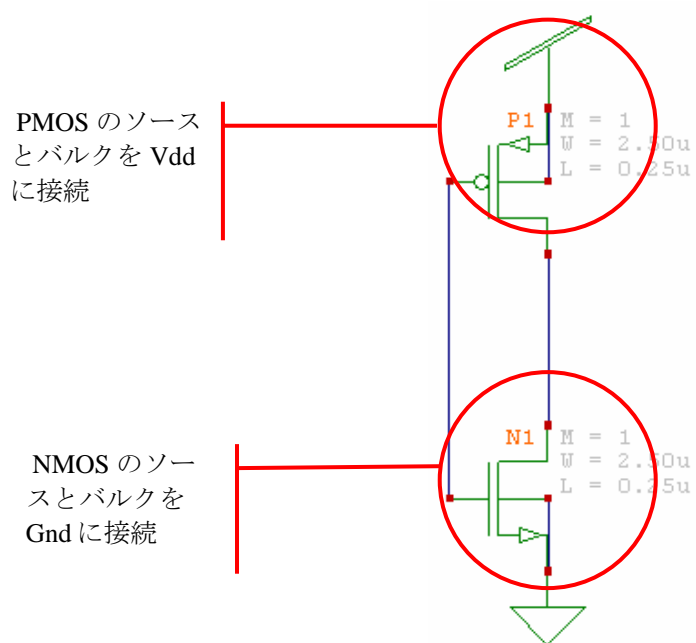 PMOS のソース
とバルクを Vdd
に接続
P1
M = 1
W = 2.50u
L = 0.25u
NMOS のソー
スとバルクを
Gnd に接続
N1
M = 1
W = 2.50u
L = 0.25u